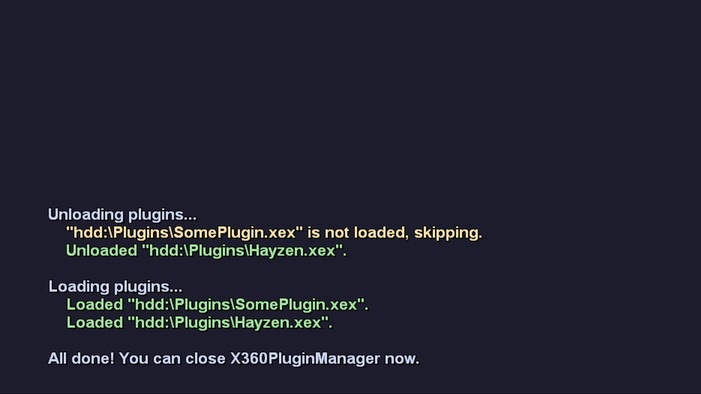 Unloading plugins...
"hdd:\Plugins\SomePlugin.xex" is not loaded, skipping.
Unloaded "hdd:\Plugins\Hayzen.xex".
Loading plugins...
Loaded "hdd:\Plugins\SomePlugin.xex".
Loaded "hdd:\Plugins\Hayzen.xex".
All done! You can close X360PluginManager now.